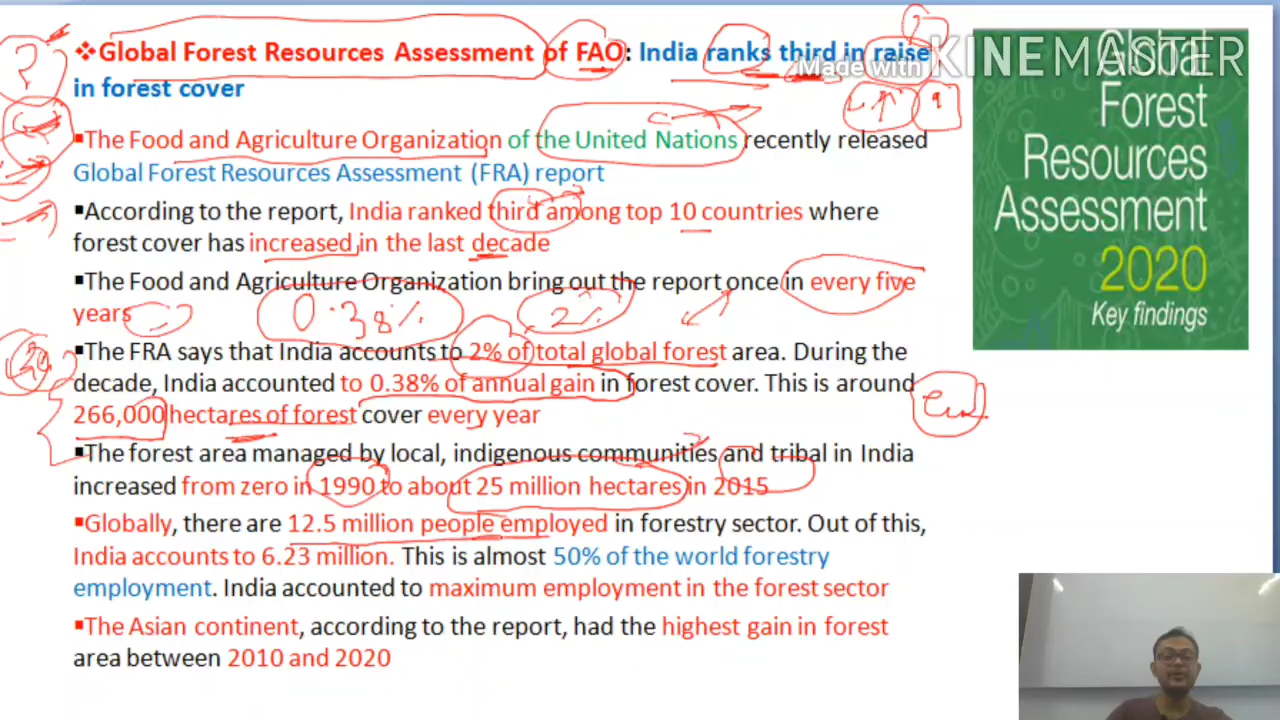 ❖Global Forest Resources Assessment of FAO: India ranks third in raise
in forest cover
▪The Food and Agriculture Organization of the United Nations recently released
Global Forest Resources Assessment (FRA) report
▪According to the report, India ranked third among top 10 countries where
forest cover has increased in the last decade
▪The Food and Agriculture Organization bring out the report once in every five
years
0.38%
2%
▪The FRA says that India accounts to 2% of total global forest area. During the
decade, India accounted to 0.38% of annual gain in forest cover. This is around
266,000 hectares of forest cover every year
▪The forest area managed by local, indigenous communities and tribal in India
increased from zero in 1990 to about 25 million hectares in 2015
▪Globally, there are 12.5 million people employed in forestry sector. Out of this,
India accounts to 6.23 million. This is almost 50% of the world forestry
employment. India accounted to maximum employment in the forest sector
▪The Asian continent, according to the report, had the highest gain in forest
area between 2010 and 2020
Made with KINEMASTER
Global
Forest
Resources
Assessment
2020
Key findings